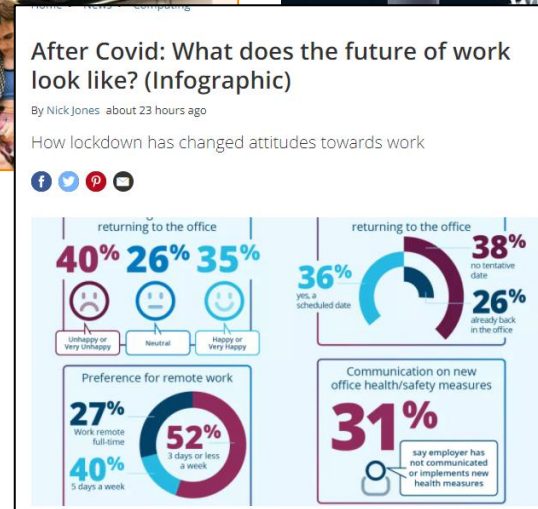 Home News Computing
After Covid: What does the future of work
look like? (Infographic)
By Nick Jones about 23 hours ago
How lockdown has changed attitudes towards work
returning to the office
40% 26% 35%
Unhappy or
Very Unhappy
Neutral
Happy or
Very Happy
returning to the office
38%
no tentative
date
36%
yes, a
scheduled date
26%
already back
in the office
Preference for remote work
27%
Work remote
full-time
52%
3 days or less
a week
40%
5 days a week
Communication on new
office health/safety measures
31%
say employer has
not communicated
or implements new
health measures